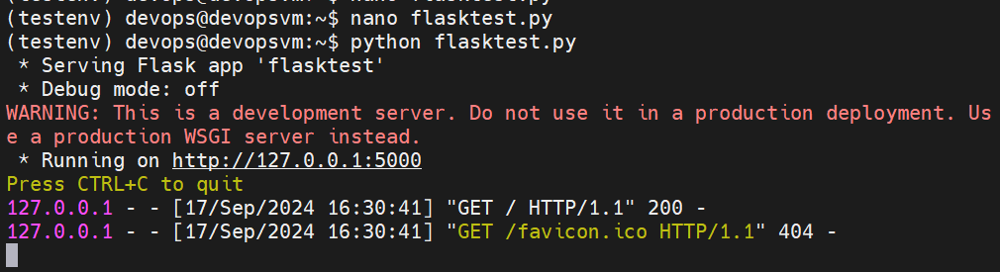 (testenv) devops@devopsvm:~$ nano flasktest.py
(testenv) devops@devopsvm:~$ nano flasktest.py
(testenv) devops@devopsvm:~$ python flasktest.py
 * Serving Flask app 'flasktest'
 * Debug mode: off
WARNING: This is a development server. Do not use it in a production deployment. Us
e a production WSGI server instead.
 * Running on http://127.0.0.1:5000
Press CTRL+C to quit
127.0.0.1 - - [17/Sep/2024 16:30:41] "GET / HTTP/1.1" 200 -
127.0.0.1 - - [17/Sep/2024 16:30:41] "GET /favicon.ico HTTP/1.1" 404 -